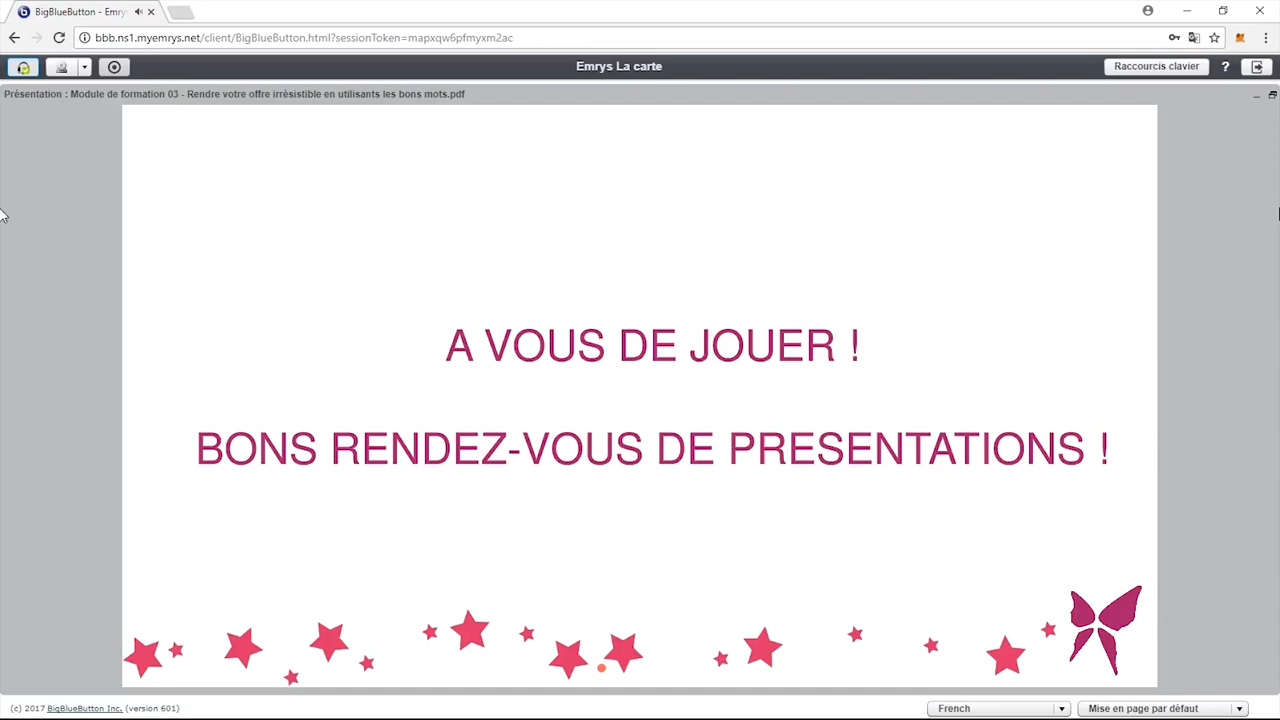 BigBlueButton - Emry
bbb.ns1.myemrys.net/client/BigBlueButton.html?sessionToken=mapxqw6pfmyxm2ac
Emrys La carte
Raccourcis clavier
?
Présentation : Module de formation 03 - Rendre votre offre irrésistible en utilisants les bons mots.pdf
A VOUS DE JOUER !
BONS RENDEZ-VOUS DE PRESENTATIONS !
(c) 2017 BigBlueButton Inc. (version 601)
French
Mise en page par défaut